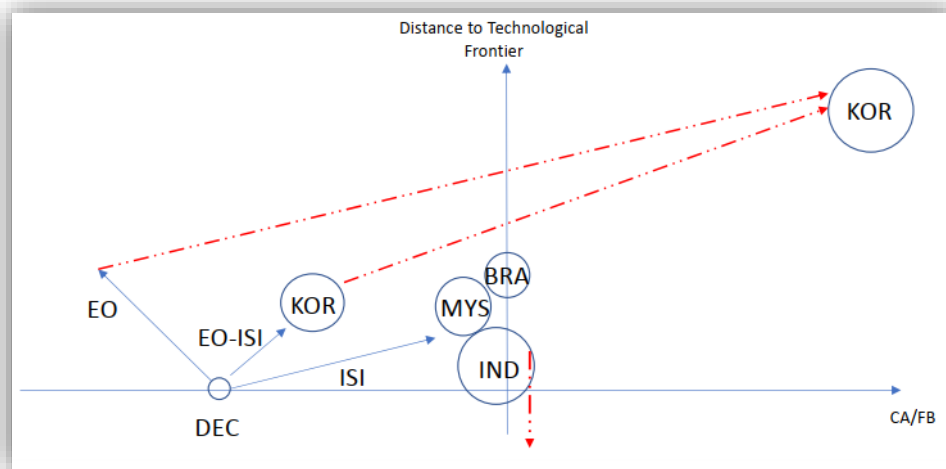 Distance to Technological
Frontier
KOR
BRA
EO
KOR
MYS
EO-ISI
IND
ISI
DEC
CA/FB